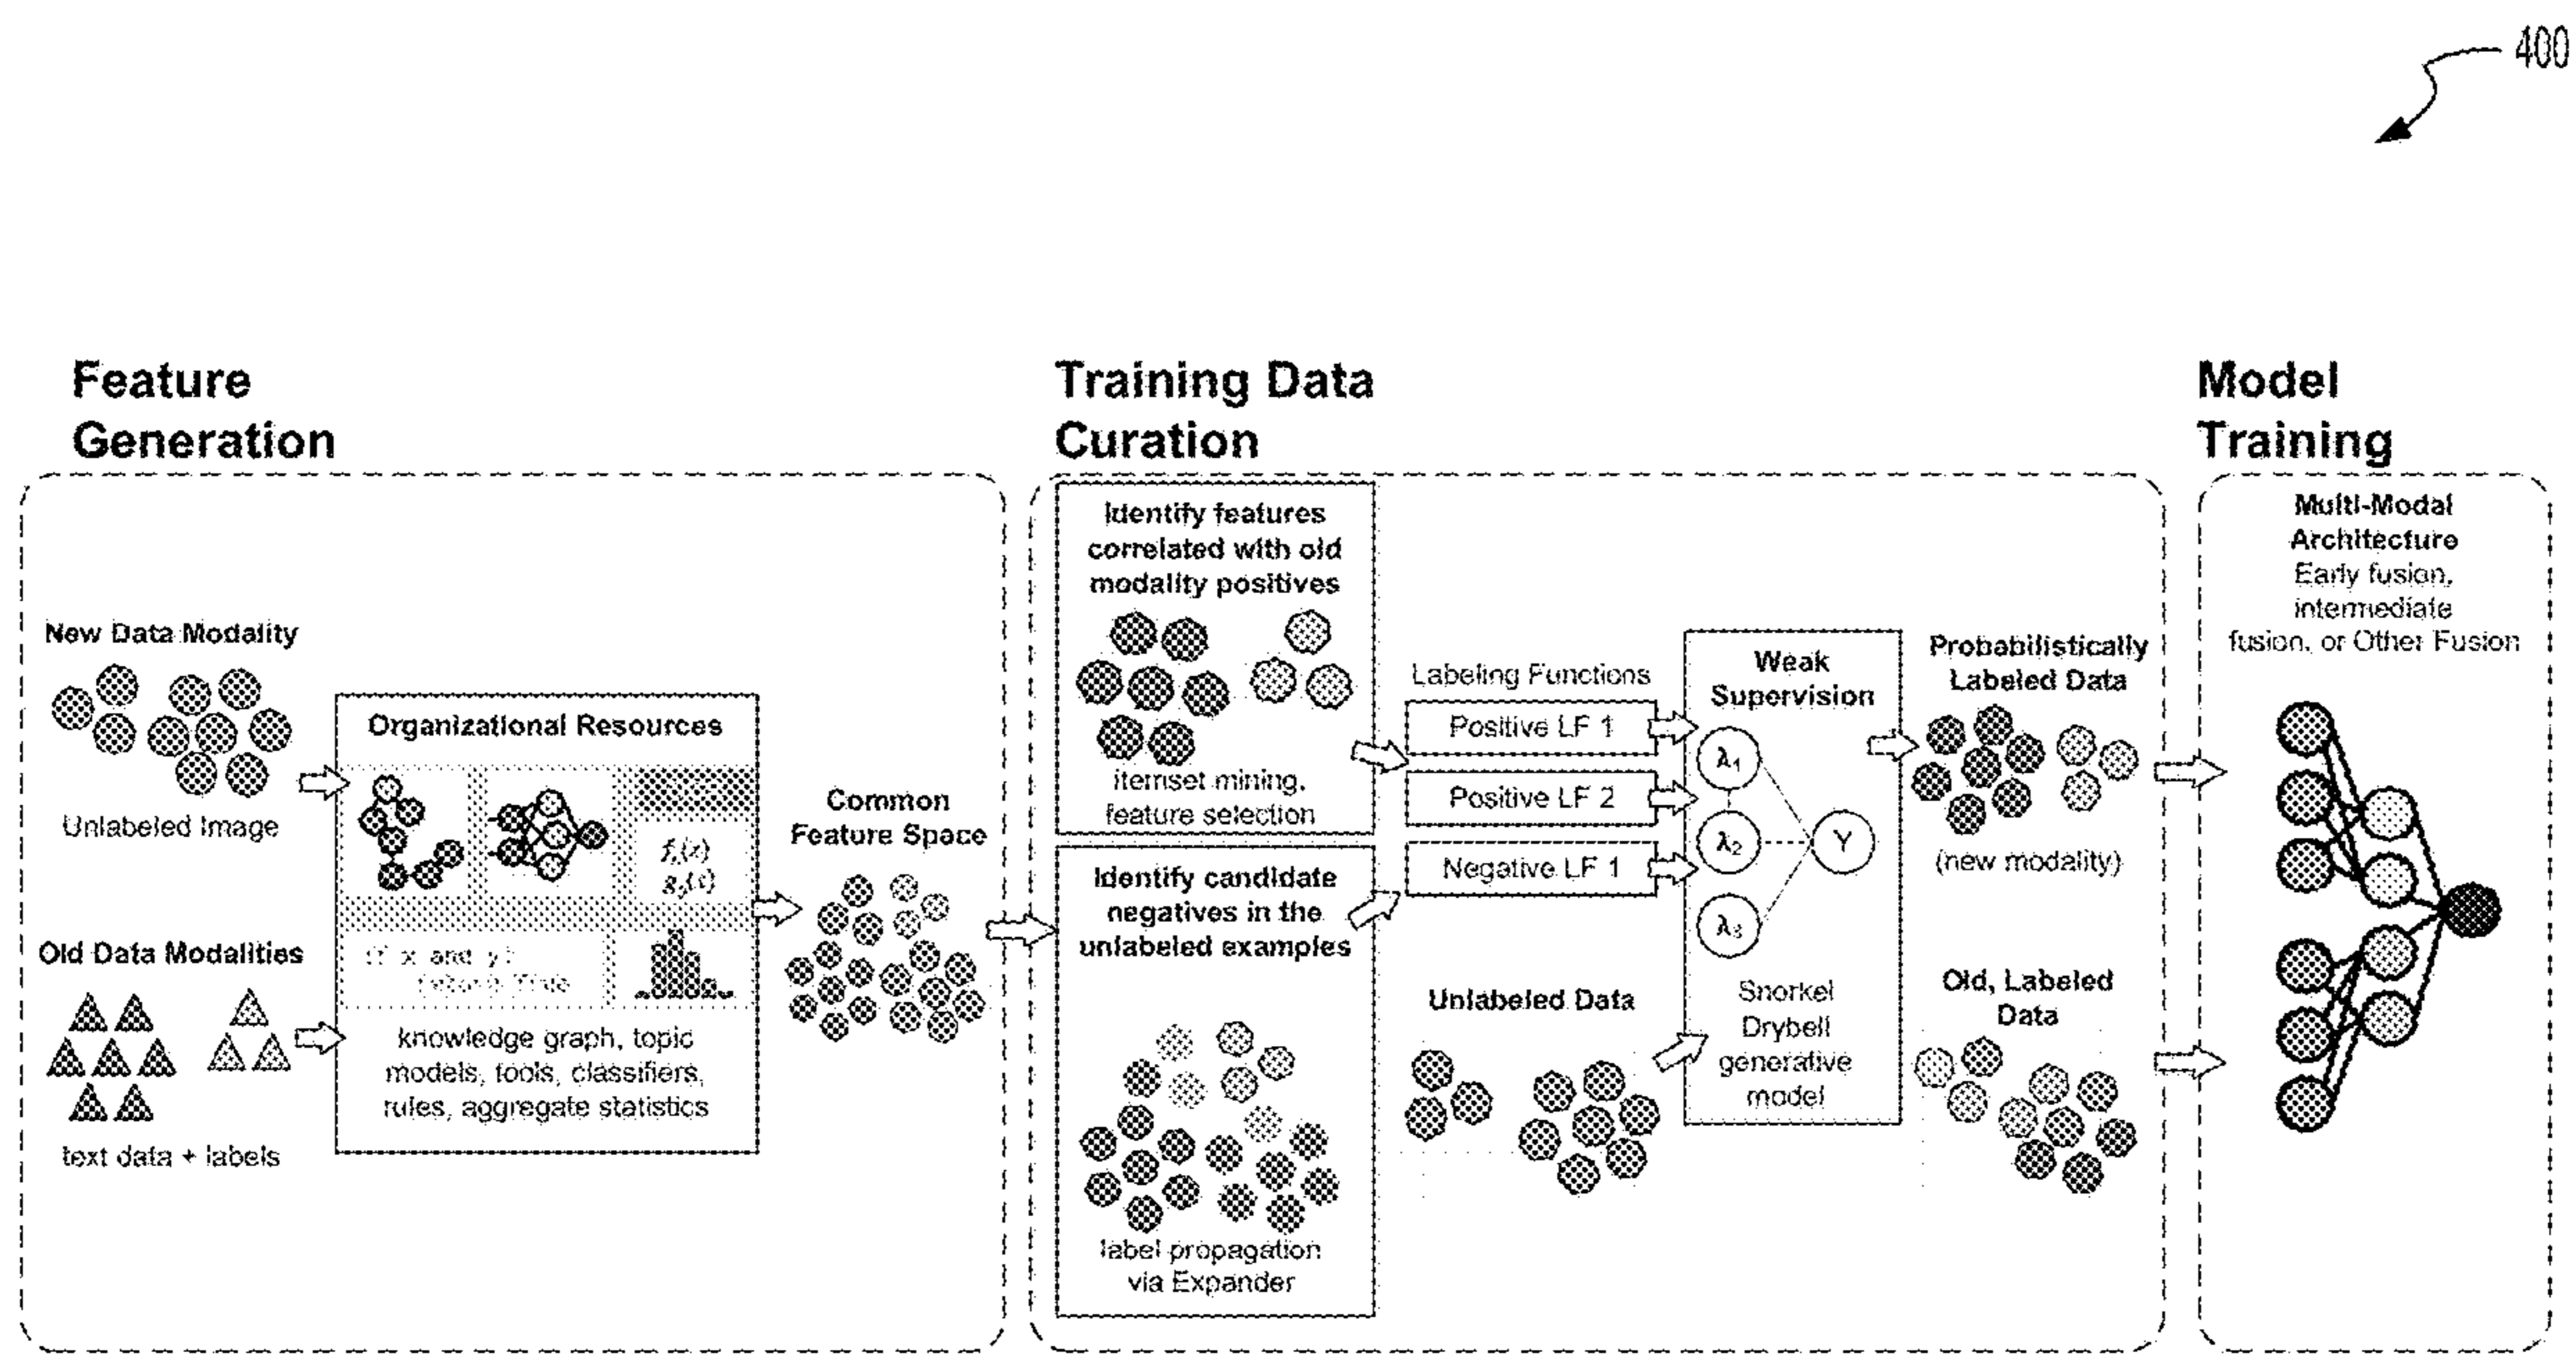 400
Feature
Generation
New Data Modality
Unlabeled Image
Old Data Modalities
text data + labels
Organizational Resources
if x and y:
return True
knowledge graph, topic
models, tools, classifiers,
rules, aggregate statistics
Common
Feature Space
Training Data
Curation
Identify features
correlated with old
modality positives
itemset mining,
feature selection
Identify candidate
negatives in the
unlabeled examples
label propagation
via Expander
Labeling Functions
Positive LF 1
Positive LF 2
Negative LF 1
Unlabeled Data
Weak
Supervision
λ1
λ2
λ3
Y
Snorkel
Drybell
generative
model
Probabilistically
Labeled Data
(new modality)
Old, Labeled
Data
Model
Training
Multi-Modal
Architecture
Early fusion,
intermediate
fusion, or Other Fusion